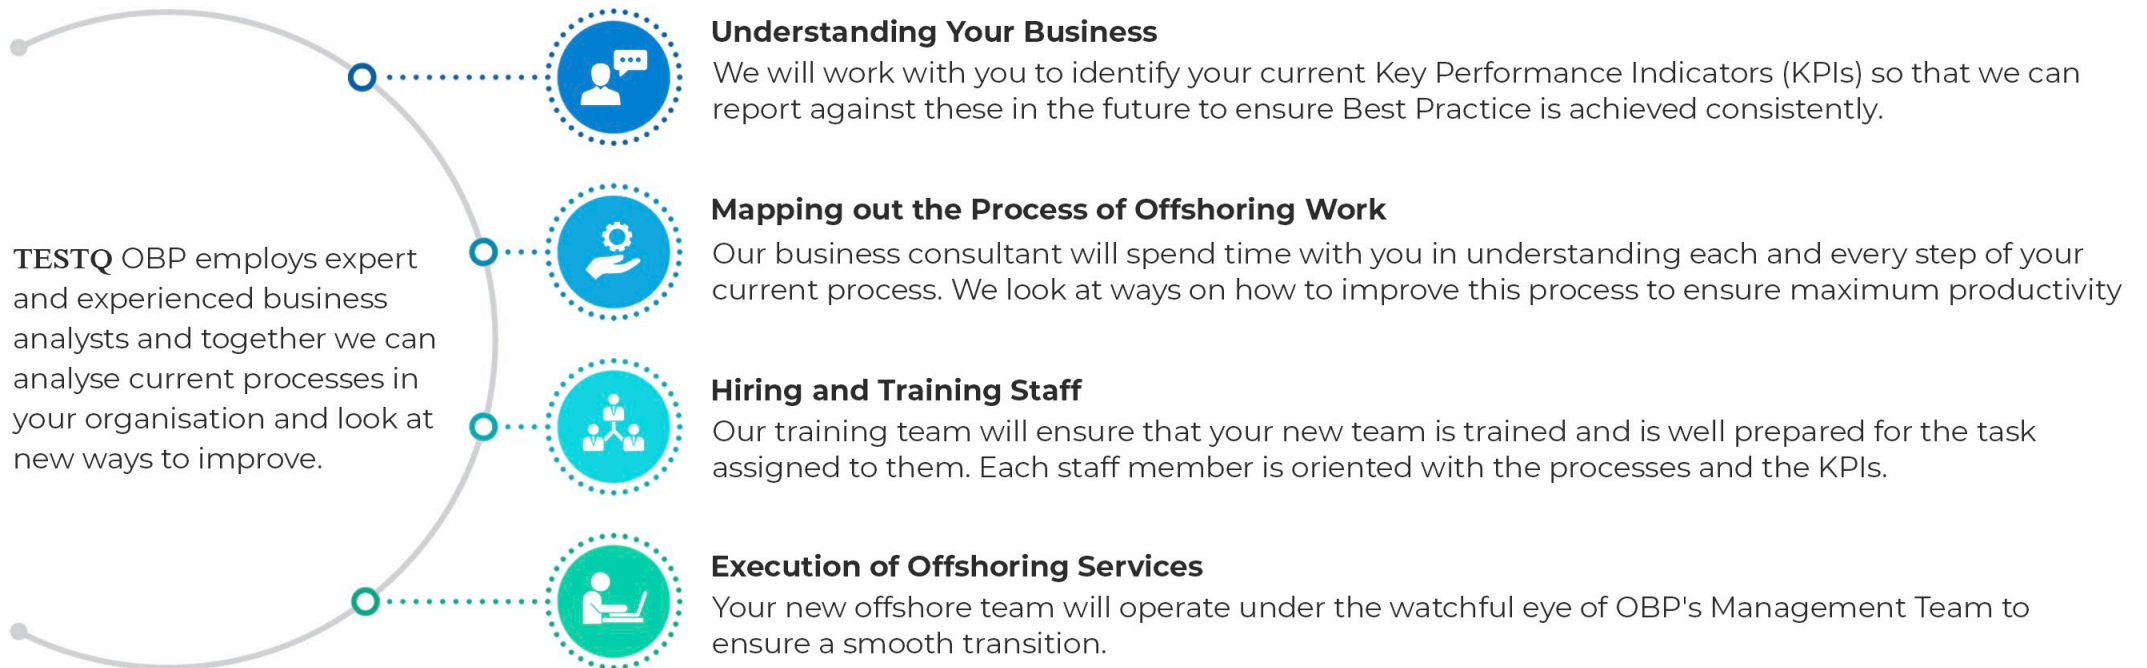 TESTQ OBP employs expert
and experienced business
analysts and together we can
analyse current processes in
your organisation and look at
new ways to improve.
Understanding Your Business
We will work with you to identify your current Key Performance Indicators (KPIs) so that we can
report against these in the future to ensure Best Practice is achieved consistently.
Mapping out the Process of Offshoring Work
Our business consultant will spend time with you in understanding each and every step of your
current process. We look at ways on how to improve this process to ensure maximum productivity
Hiring and Training Staff
Our training team will ensure that your new team is trained and is well prepared for the task
assigned to them. Each staff member is oriented with the processes and the KPIs.
Execution of Offshoring Services
Your new offshore team will operate under the watchful eye of OBP's Management Team to
ensure a smooth transition.